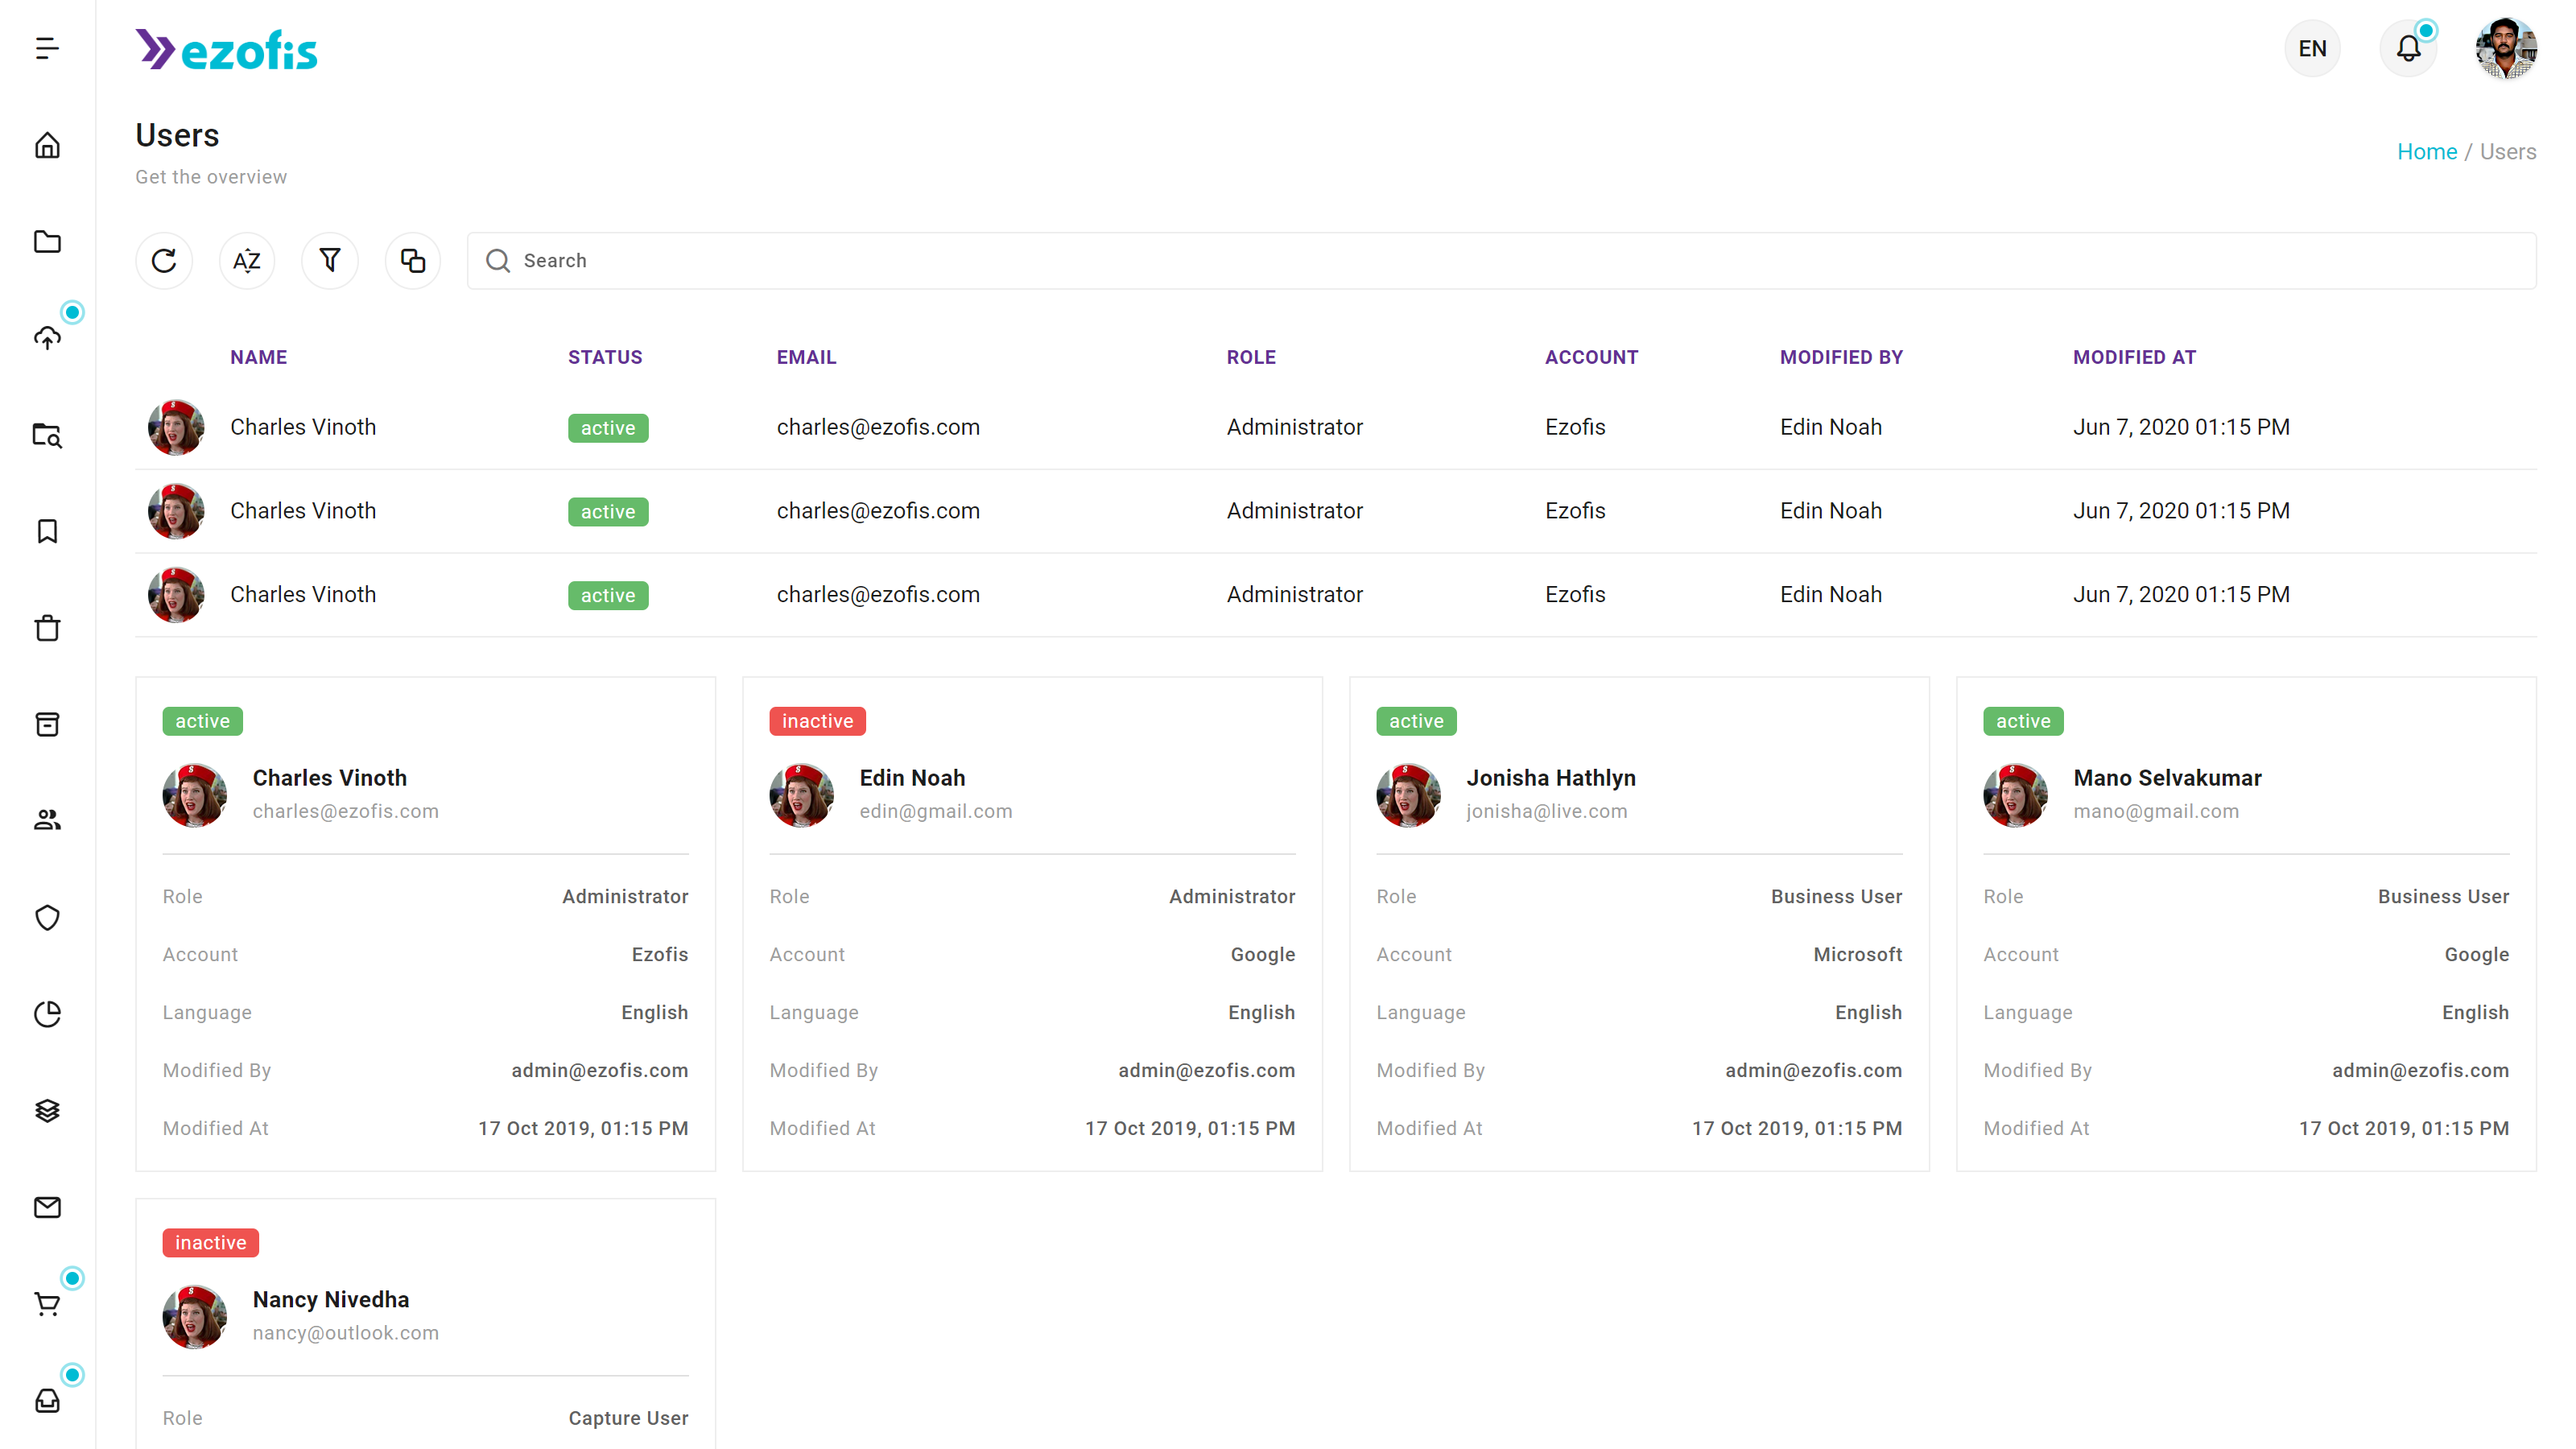 ezofis
EN
Users
Get the overview
Home / Users
AZ
Search
NAME STATUS EMAIL ROLE ACCOUNT MODIFIED BY MODIFIED AT
Charles Vinoth active charles@ezofis.com Administrator Ezofis Edin Noah Jun 7, 2020 01:15 PM
Charles Vinoth active charles@ezofis.com Administrator Ezofis Edin Noah Jun 7, 2020 01:15 PM
Charles Vinoth active charles@ezofis.com Administrator Ezofis Edin Noah Jun 7, 2020 01:15 PM
active
Charles Vinoth
charles@ezofis.com
Role Administrator
Account Ezofis
Language English
Modified By admin@ezofis.com
Modified At 17 Oct 2019, 01:15 PM
inactive
Edin Noah
edin@gmail.com
Role Administrator
Account Google
Language English
Modified By admin@ezofis.com
Modified At 17 Oct 2019, 01:15 PM
active
Jonisha Hathlyn
jonisha@live.com
Role Business User
Account Microsoft
Language English
Modified By admin@ezofis.com
Modified At 17 Oct 2019, 01:15 PM
active
Mano Selvakumar
mano@gmail.com
Role Business User
Account Google
Language English
Modified By admin@ezofis.com
Modified At 17 Oct 2019, 01:15 PM
inactive
Nancy Nivedha
nancy@outlook.com
Role Capture User